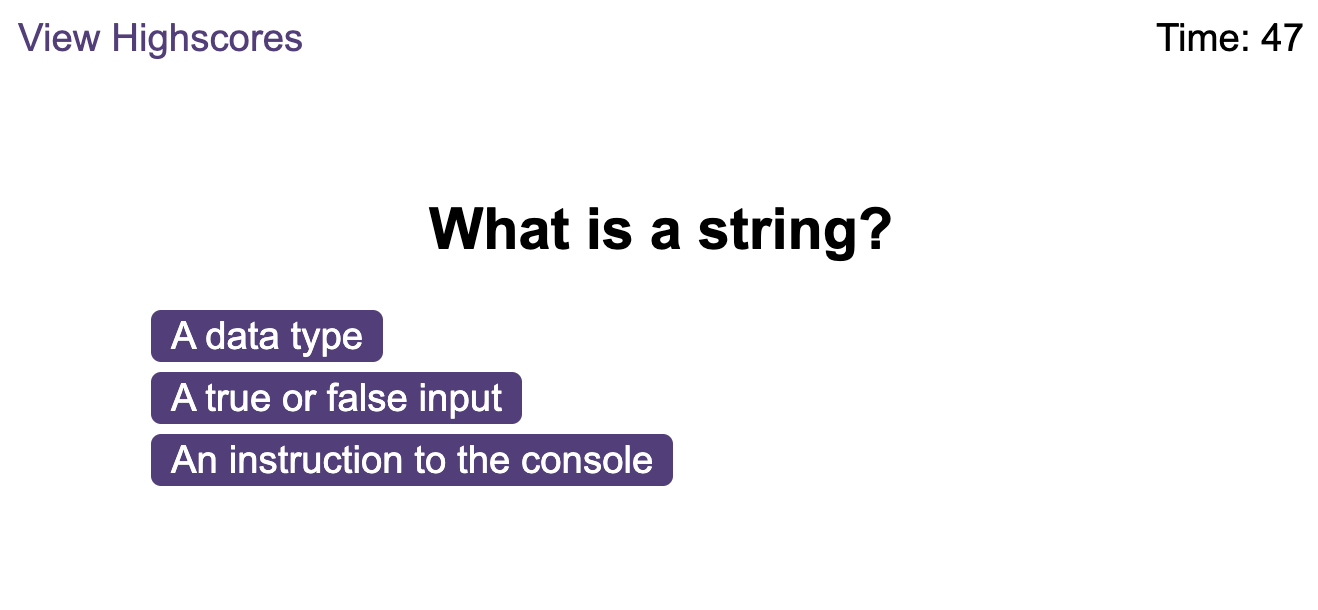 View Highscores
Time: 47
What is a string?
A data type
A true or false input
An instruction to the console